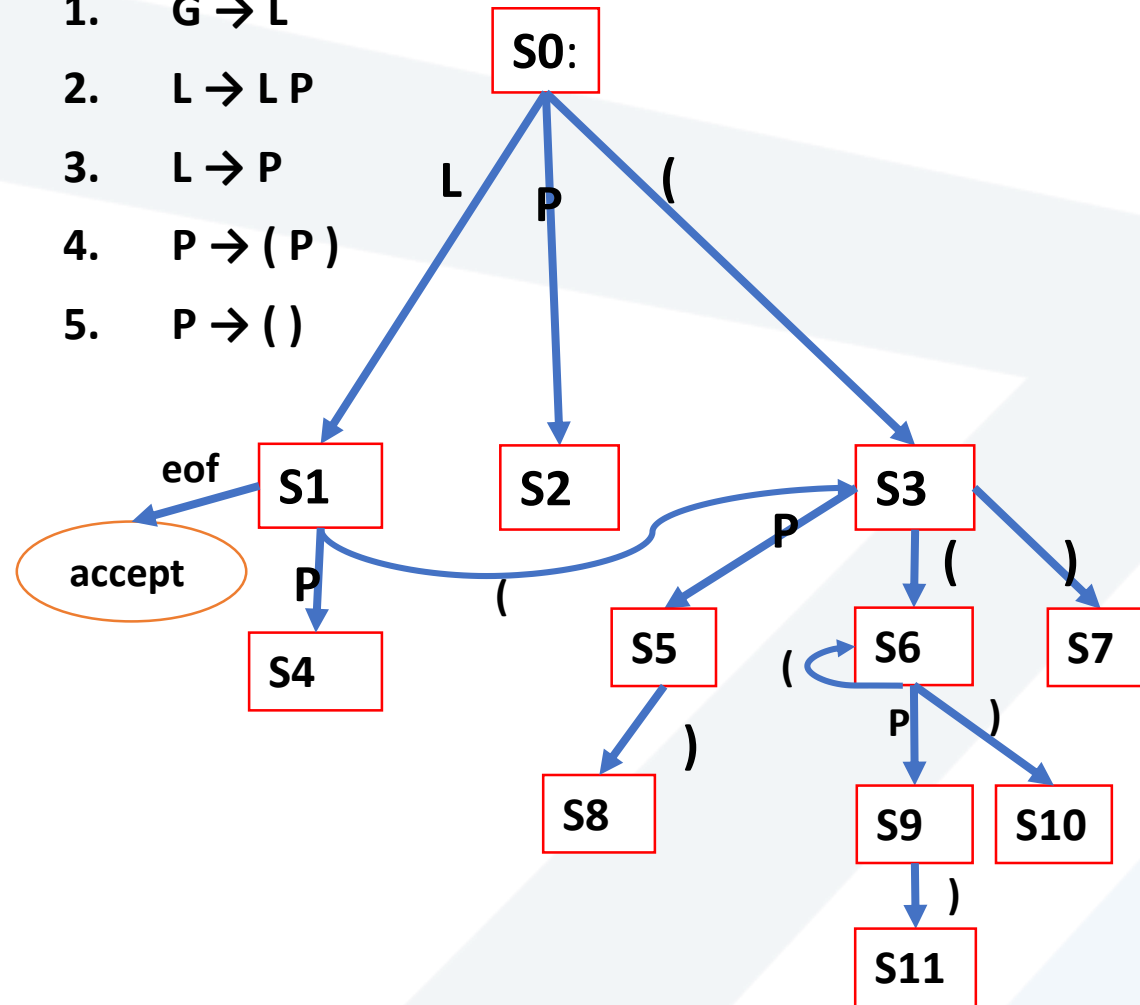 1. G → L
2. L → L P
3. L → P
4. P → ( P )
5. P → ( )
S0:
L
P
(
eof
S1
S2
S3
accept
P
(
P
(
)
S4
S5
S6
S7
(
)
P
)
S8
S9
S10
)
S11